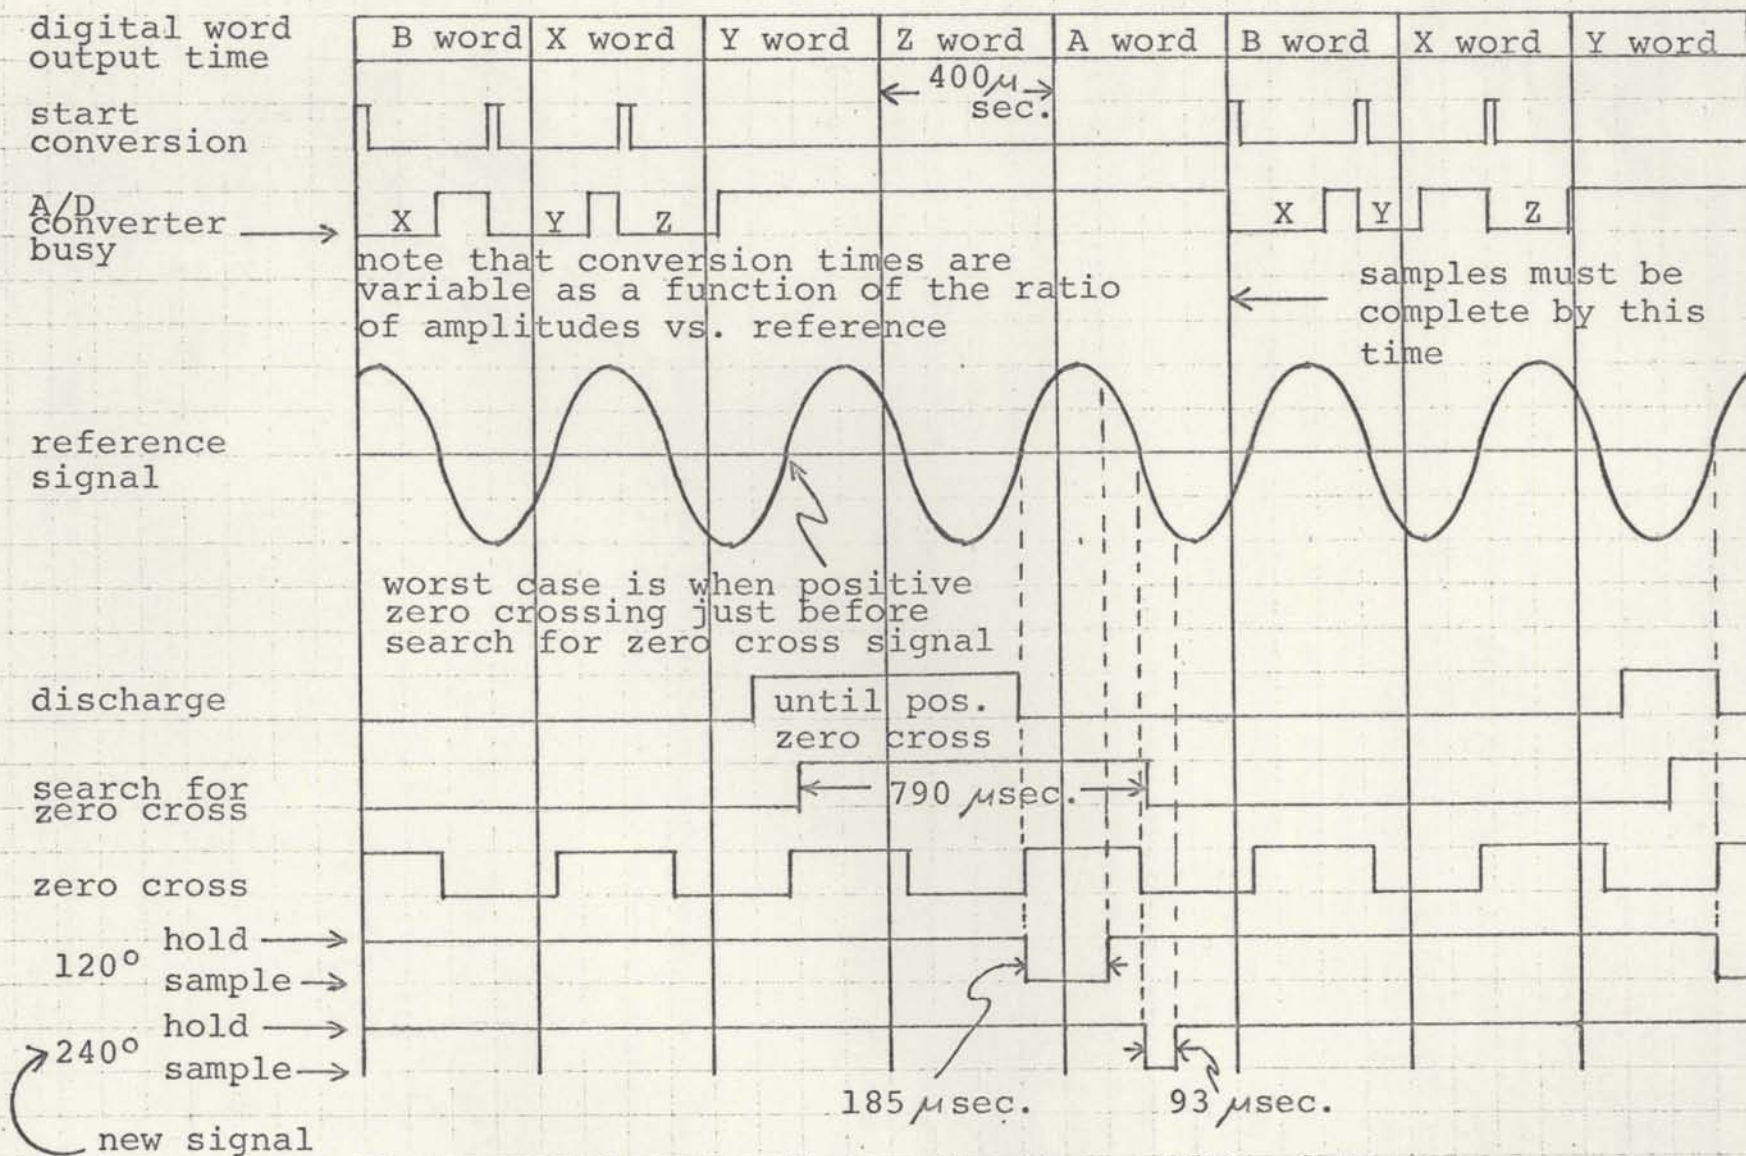 digital word
output time
B word
X word
Y word
Z word
A word
B word
X word
Y word
400μ
sec.
start
conversion
A/D
converter
busy
X
Y
Z
X
Y
Z
note that conversion times are
variable as a function of the ratio
of amplitudes vs. reference
samples must be
complete by this
time
reference
signal
worst case is when positive
zero crossing just before
search for zero cross signal
discharge
until pos.
zero cross
search for
zero cross
790 μsec.
zero cross
hold
120°
sample
hold
240°
sample
185 μsec.
93 μsec.
new signal